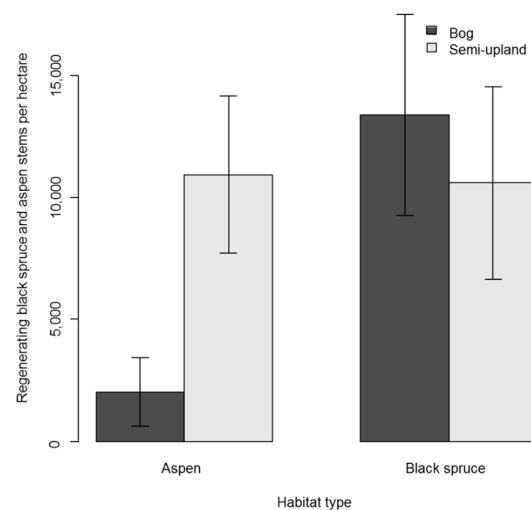 Bog
Semi-upland
Regenerating black spruce and aspen stems per hectare
15,000
10,000
5,000
0
Aspen
Black spruce
Habitat type